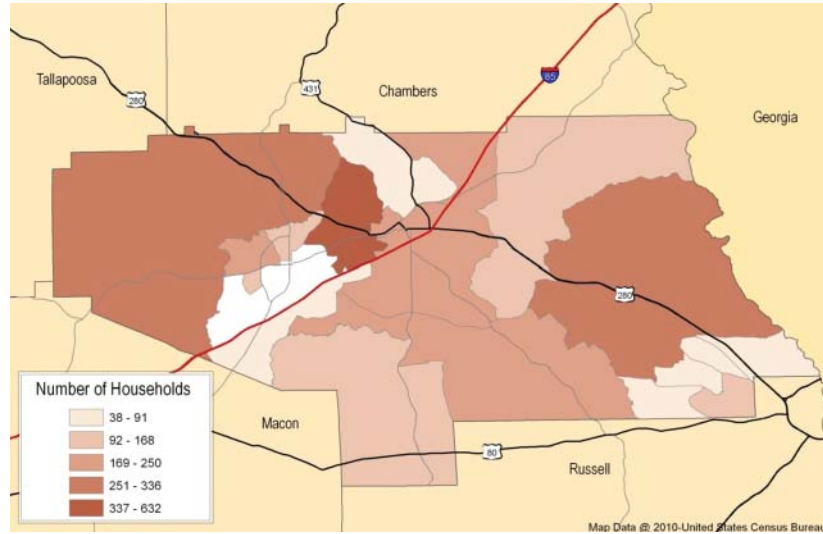 Tallapoosa
280
431
Chambers
85
Georgia
280
Number of Households
38 - 91
92 - 168
169 - 250
251 - 336
337 - 632
Macon
80
Russell
Map Data @ 2010-United States Census Bureau